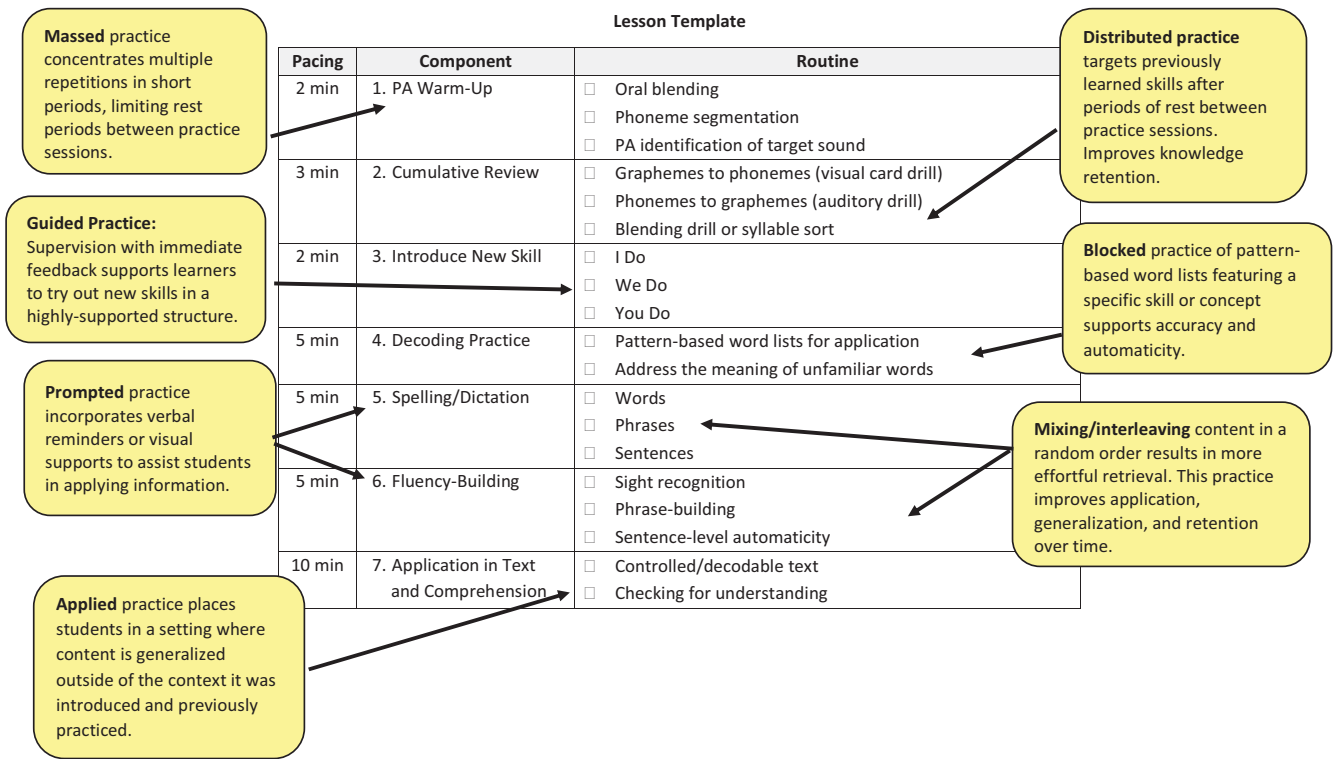 Lesson Template
Massed practice
concentrates multiple
repetitions in short
periods, limiting rest
periods between practice
sessions.
Guided Practice:
Supervision with immediate
feedback supports learners
to try out new skills in a
highly-supported structure.
Prompted practice
incorporates verbal
reminders or visual
supports to assist students
in applying information.
Applied practice places
students in a setting where
content is generalized
outside of the context it was
introduced and previously
practiced.
Pacing Component Routine
2 min 1. PA Warm-Up ☐ Oral blending
☐ Phoneme segmentation
☐ PA identification of target sound
3 min 2. Cumulative Review ☐ Graphemes to phonemes (visual card drill)
☐ Phonemes to graphemes (auditory drill)
☐ Blending drill or syllable sort
2 min 3. Introduce New Skill ☐ I Do
☐ We Do
☐ You Do
5 min 4. Decoding Practice ☐ Pattern-based word lists for application
☐ Address the meaning of unfamiliar words
5 min 5. Spelling/Dictation ☐ Words
☐ Phrases
☐ Sentences
5 min 6. Fluency-Building ☐ Sight recognition
☐ Phrase-building
☐ Sentence-level automaticity
10 min 7. Application in Text ☐ Controlled/decodable text
and Comprehension ☐ Checking for understanding
Distributed practice
targets previously
learned skills after
periods of rest between
practice sessions.
Improves knowledge
retention.
Blocked practice of pattern-
based word lists featuring a
specific skill or concept
supports accuracy and
automaticity.
Mixing/interleaving content in a
random order results in more
effortful retrieval. This practice
improves application,
generalization, and retention
over time.